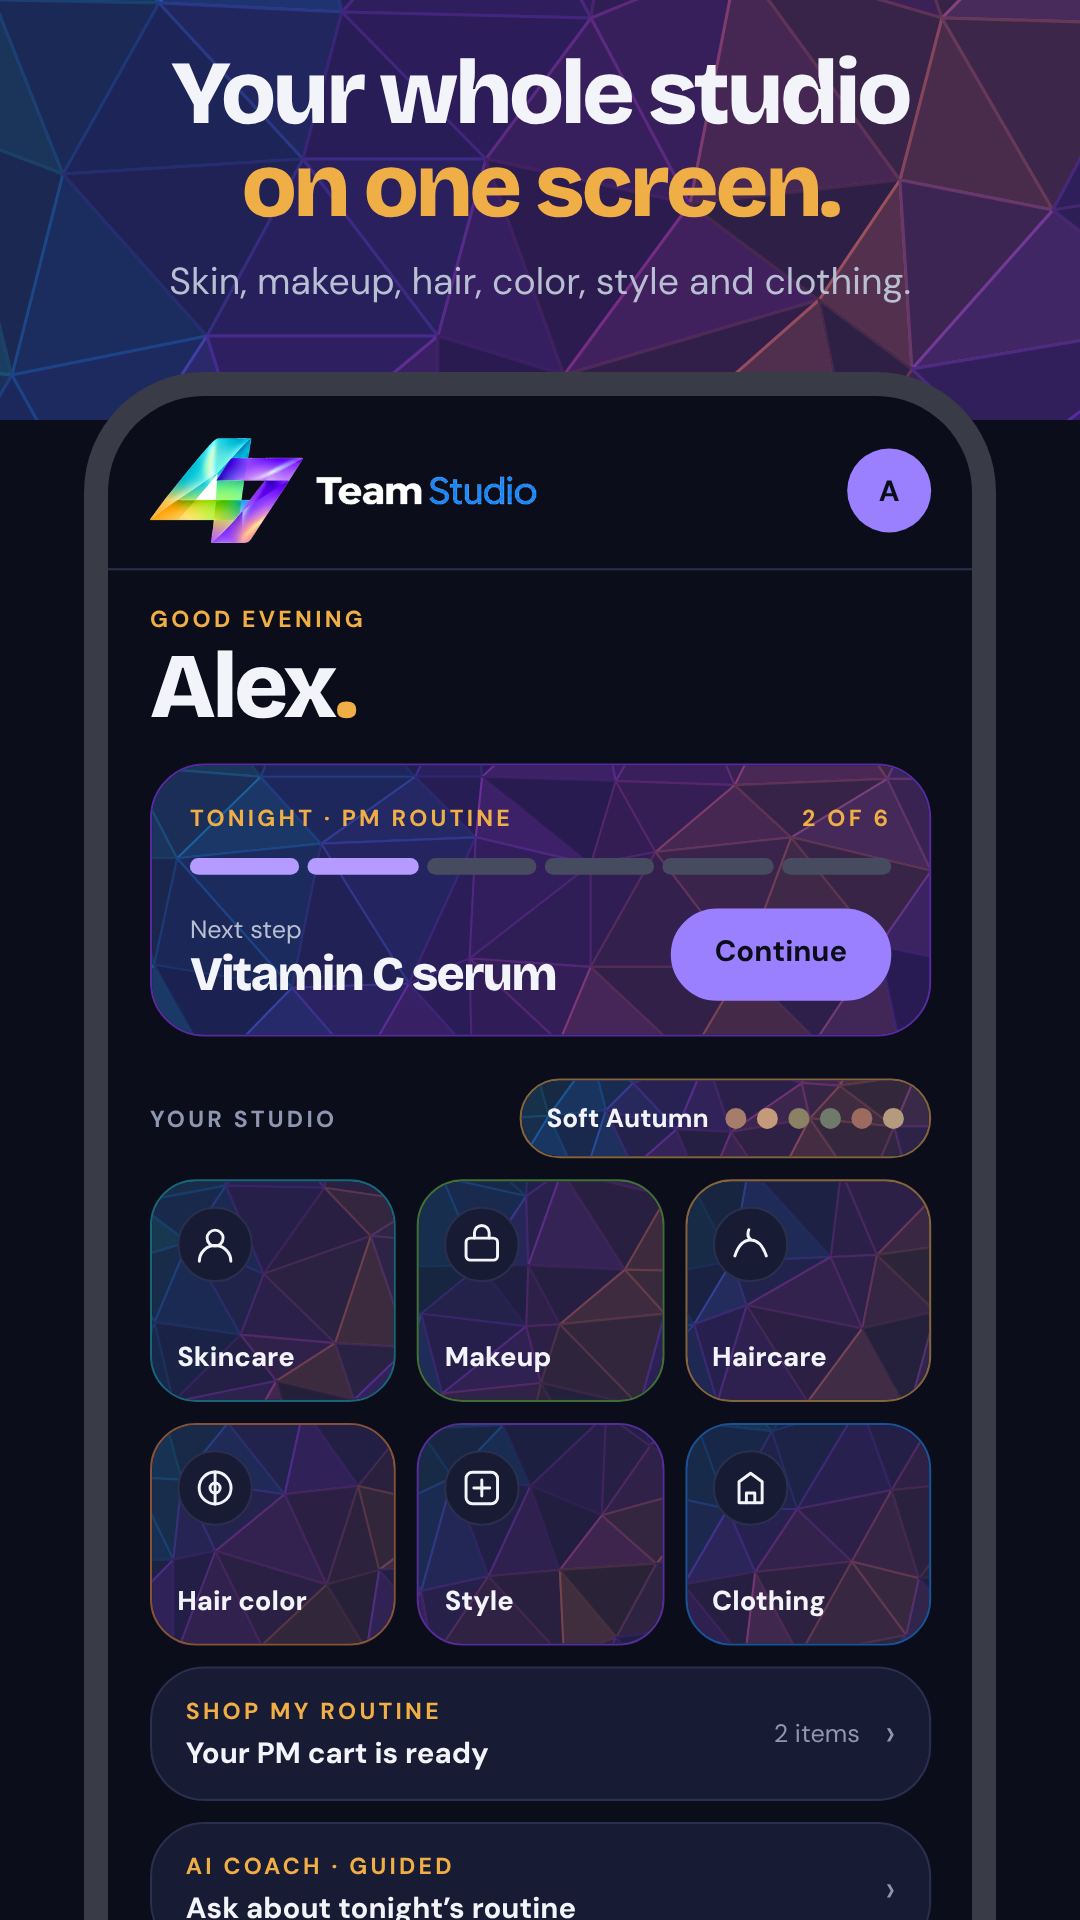 Your whole studio
on one screen.
Skin, makeup, hair, color, style and clothing.
47 Team Studio
A
GOOD EVENING
Alex.
TONIGHT · PM ROUTINE
2 OF 6
Next step
Vitamin C serum
Continue
YOUR STUDIO
Soft Autumn
Skincare
Makeup
Haircare
Hair color
Style
Clothing
SHOP MY ROUTINE
Your PM cart is ready
2 items ›
AI COACH · GUIDED
Ask about tonight’s routine
›